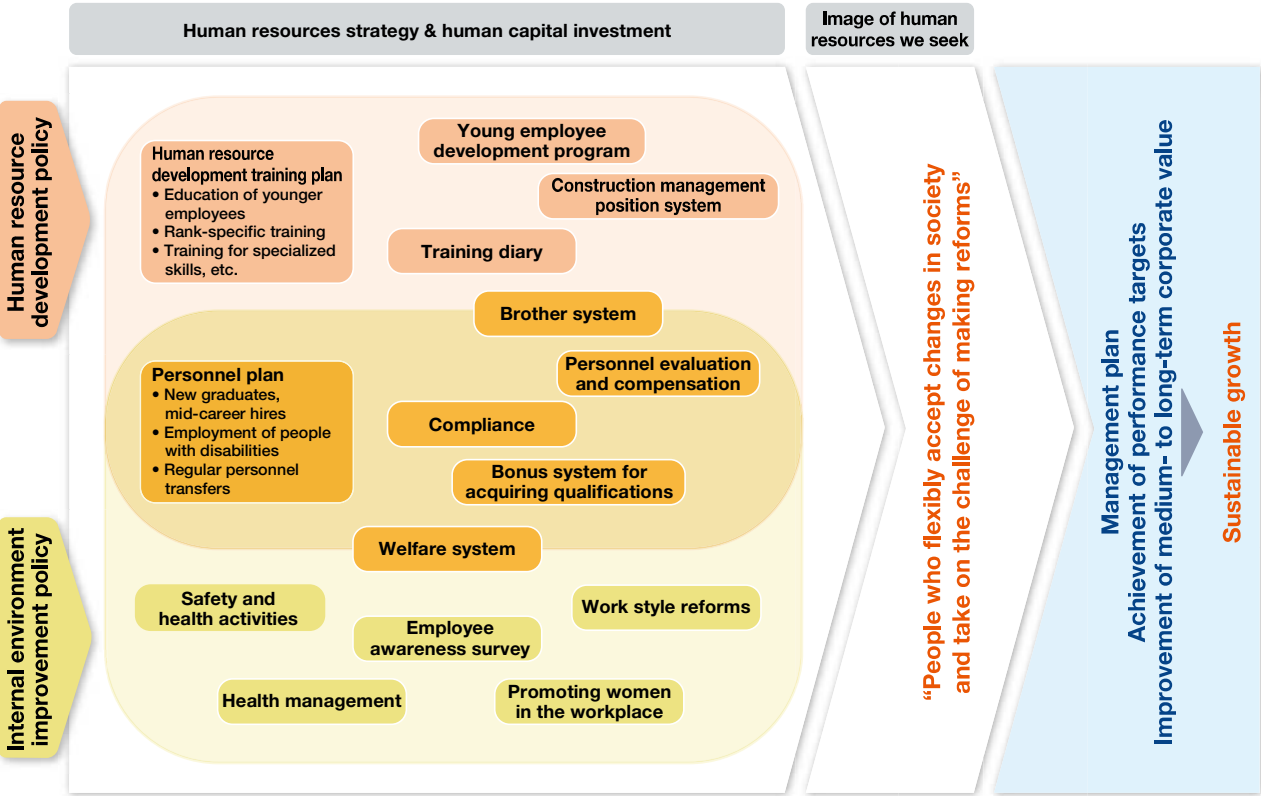 Human resources strategy & human capital investment
Image of human
resources we seek
Human resource
development policy
Human resource
development training plan
• Education of younger
employees
• Rank-specific training
• Training for specialized
skills, etc.
Young employee
development program
Construction management
position system
Training diary
Brother system
Personnel plan
• New graduates,
mid-career hires
• Employment of people
with disabilities
• Regular personnel
transfers
Personnel evaluation
and compensation
Compliance
Bonus system for
acquiring qualifications
Welfare system
Internal environment
improvement policy
Safety and
health activities
Work style reforms
Employee
awareness survey
Health management
Promoting women
in the workplace
“People who flexibly accept changes in society
and take on the challenge of making reforms”
Management plan
Achievement of performance targets
Improvement of medium- to long-term corporate value
Sustainable growth